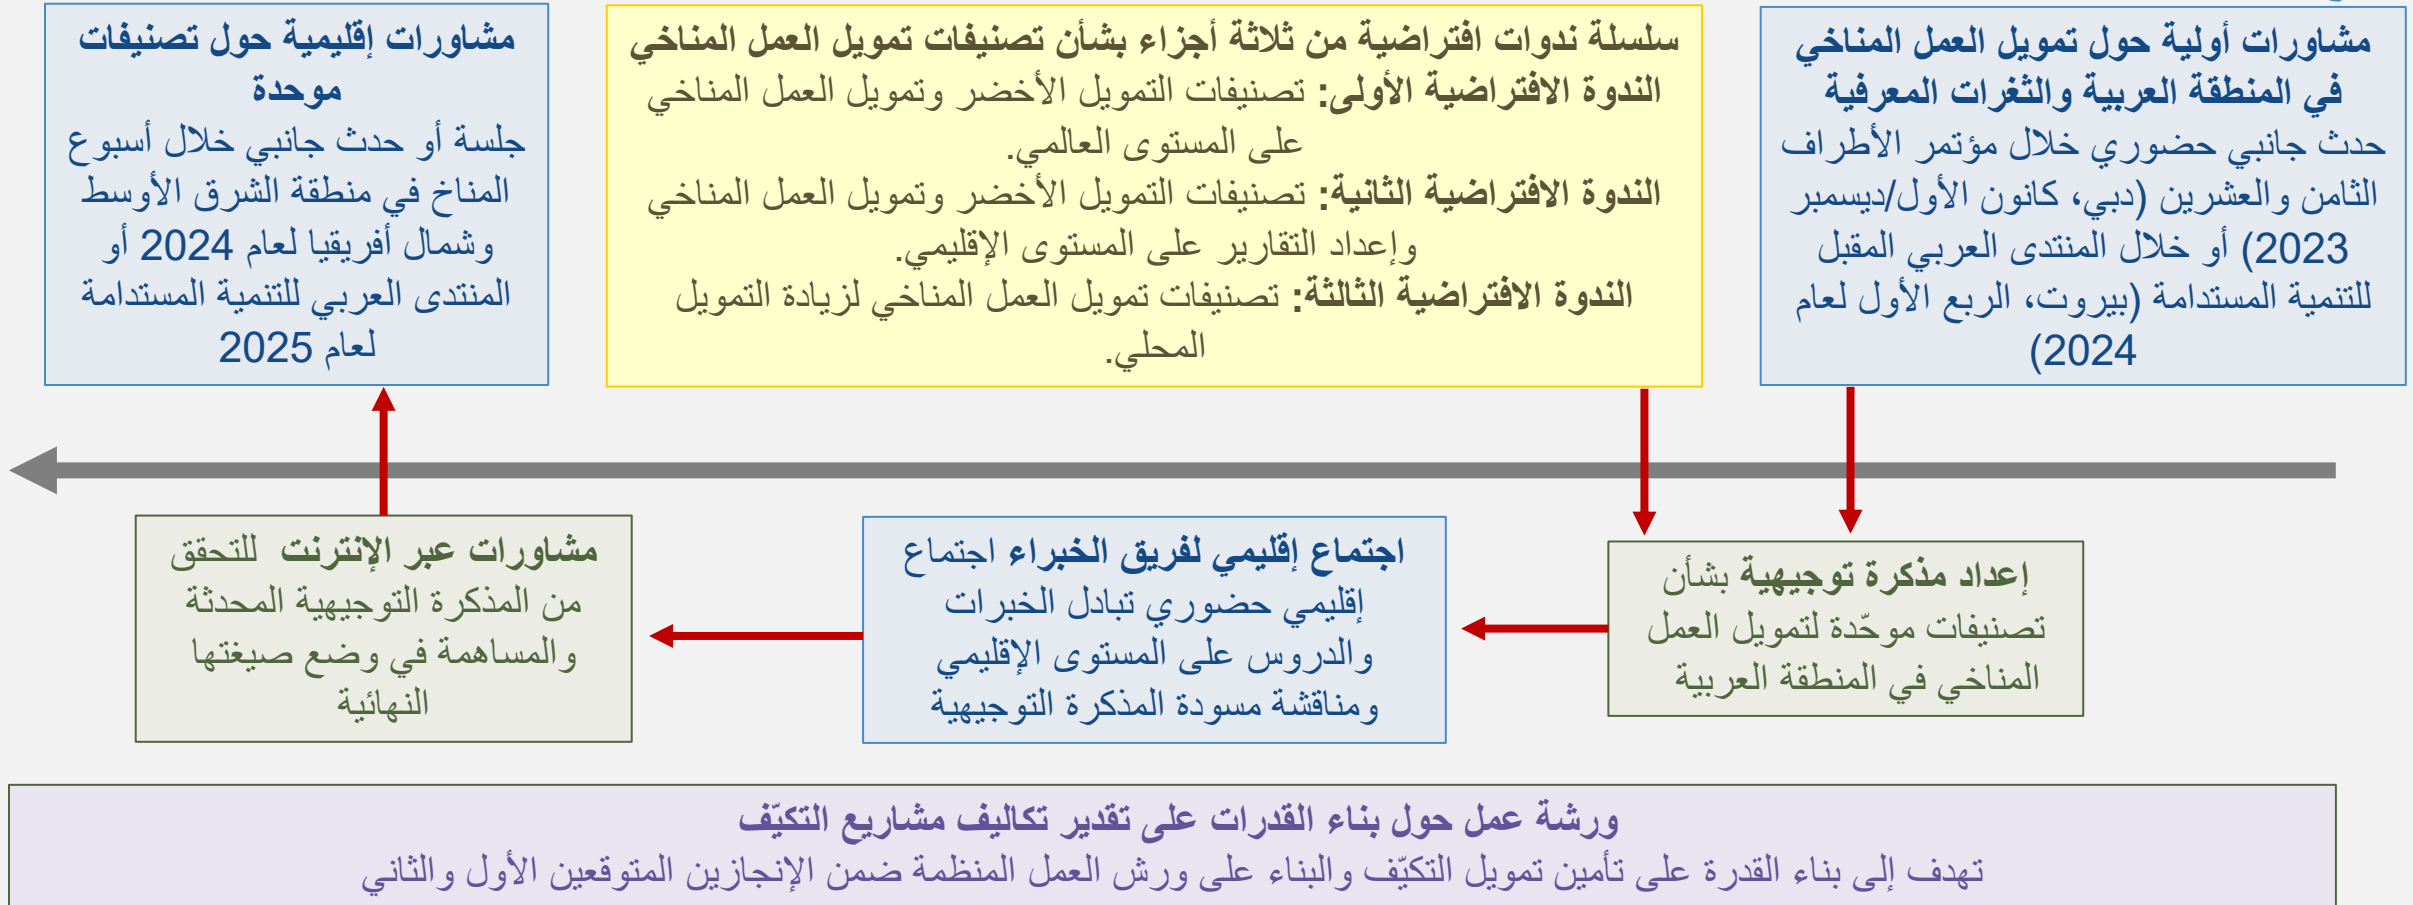 مشاورات أولية حول تمويل العمل المناخي
في المنطقة العربية والثغرات المعرفية
حدث جانبي حضوري خلال مؤتمر الأطراف
الثامن والعشرين (دبي، كانون الأول/ديسمبر
2023) أو خلال المنتدى العربي المقبل
للتنمية المستدامة (بيروت، الربع الأول لعام
2024)
سلسلة ندوات افتراضية من ثلاثة أجزاء بشأن تصنيفات تمويل العمل المناخي
الندوة الافتراضية الأولى: تصنيفات التمويل الأخضر وتمويل العمل المناخي
على المستوى العالمي.
الندوة الافتراضية الثانية: تصنيفات التمويل الأخضر وتمويل العمل المناخي
وإعداد التقارير على المستوى الإقليمي.
الندوة الافتراضية الثالثة: تصنيفات تمويل العمل المناخي لزيادة التمويل
المحلي.
مشاورات إقليمية حول تصنيفات
موحدة
جلسة أو حدث جانبي خلال أسبوع
المناخ في منطقة الشرق الأوسط
وشمال أفريقيا لعام 2024 أو
المنتدى العربي للتنمية المستدامة
لعام 2025
إعداد مذكرة توجيهية بشأن
تصنيفات موحّدة لتمويل العمل
المناخي في المنطقة العربية
اجتماع إقليمي لفريق الخبراء اجتماع
إقليمي حضوري تبادل الخبرات
والدروس على المستوى الإقليمي
ومناقشة مسودة المذكرة التوجيهية
مشاورات عبر الإنترنت للتحقق
من المذكرة التوجيهية المحدثة
والمساهمة في وضع صيغتها
النهائية
ورشة عمل حول بناء القدرات على تقدير تكاليف مشاريع التكيّف
تهدف إلى بناء القدرة على تأمين تمويل التكيّف والبناء على ورش العمل المنظمة ضمن الإنجازين المتوقعين الأول والثاني